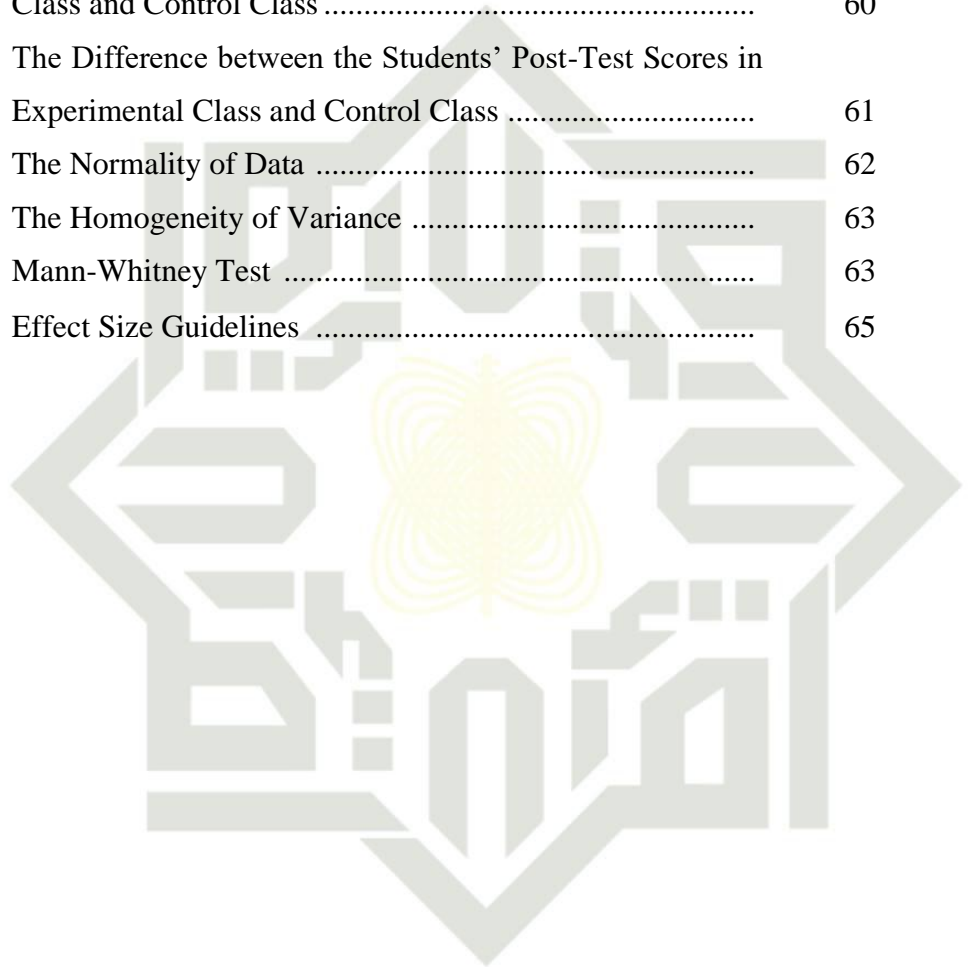 Class and Control Class ...................................................... 60
The Difference between the Students’ Post-Test Scores in
Experimental Class and Control Class ............................... 61
The Normality of Data ....................................................... 62
The Homogeneity of Variance ........................................... 63
Mann-Whitney Test ........................................................... 63
Effect Size Guidelines ....................................................... 65